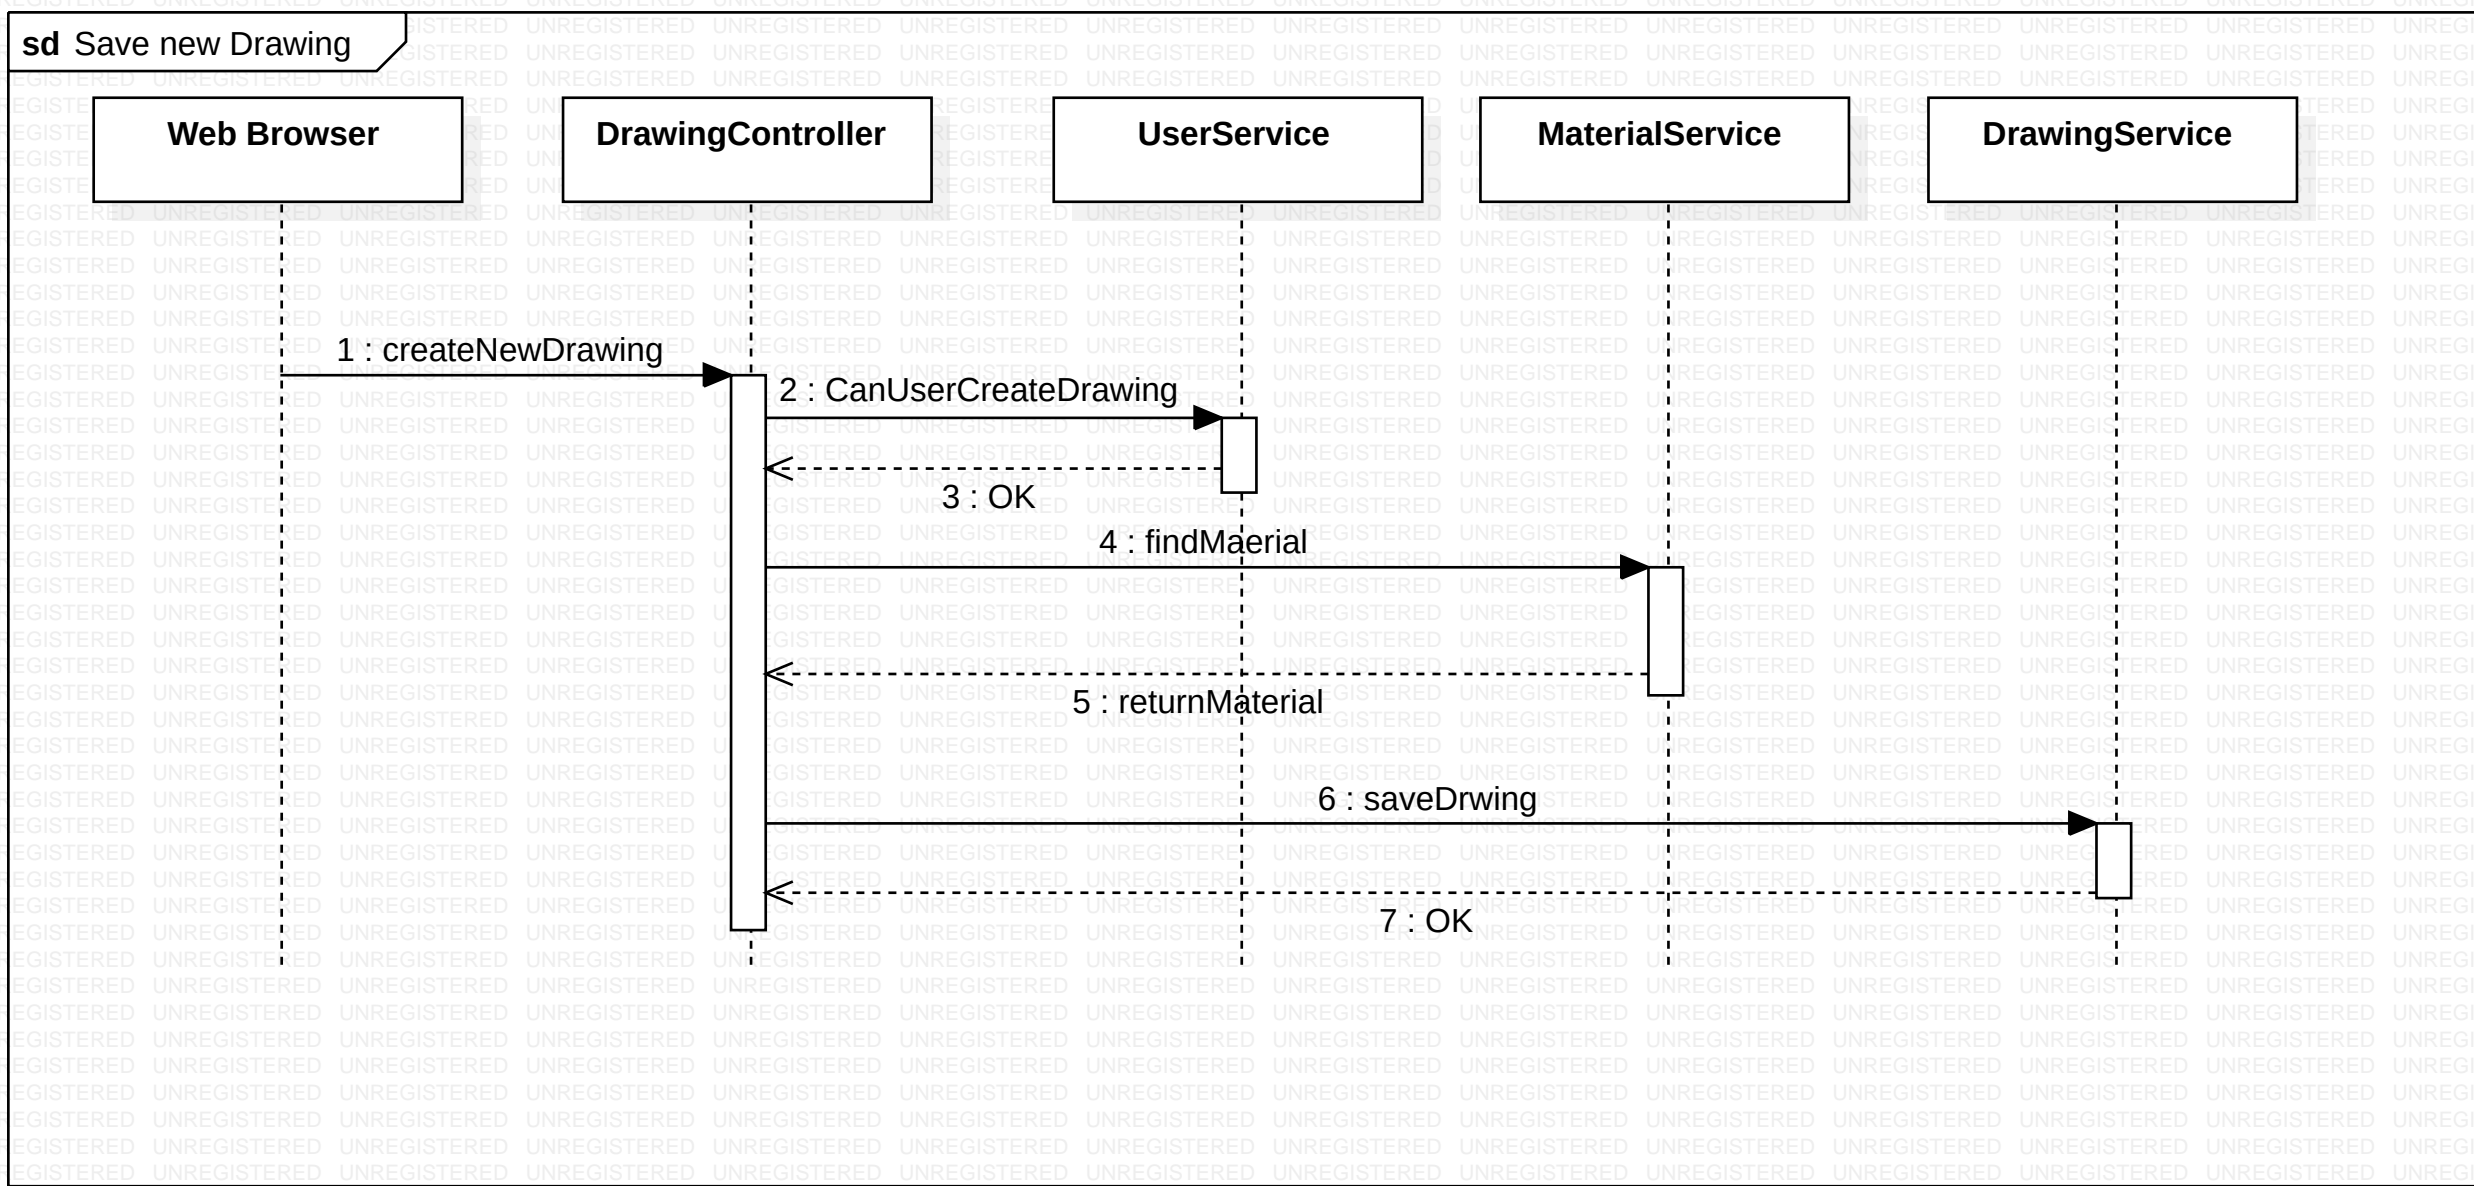 sd Save new Drawing
Web Browser
DrawingController
UserService
MaterialService
DrawingService
1 : createNewDrawing
2 : CanUserCreateDrawing
3 : OK
4 : findMaerial
5 : returnMaterial
6 : saveDrwing
7 : OK
UNREGISTERED